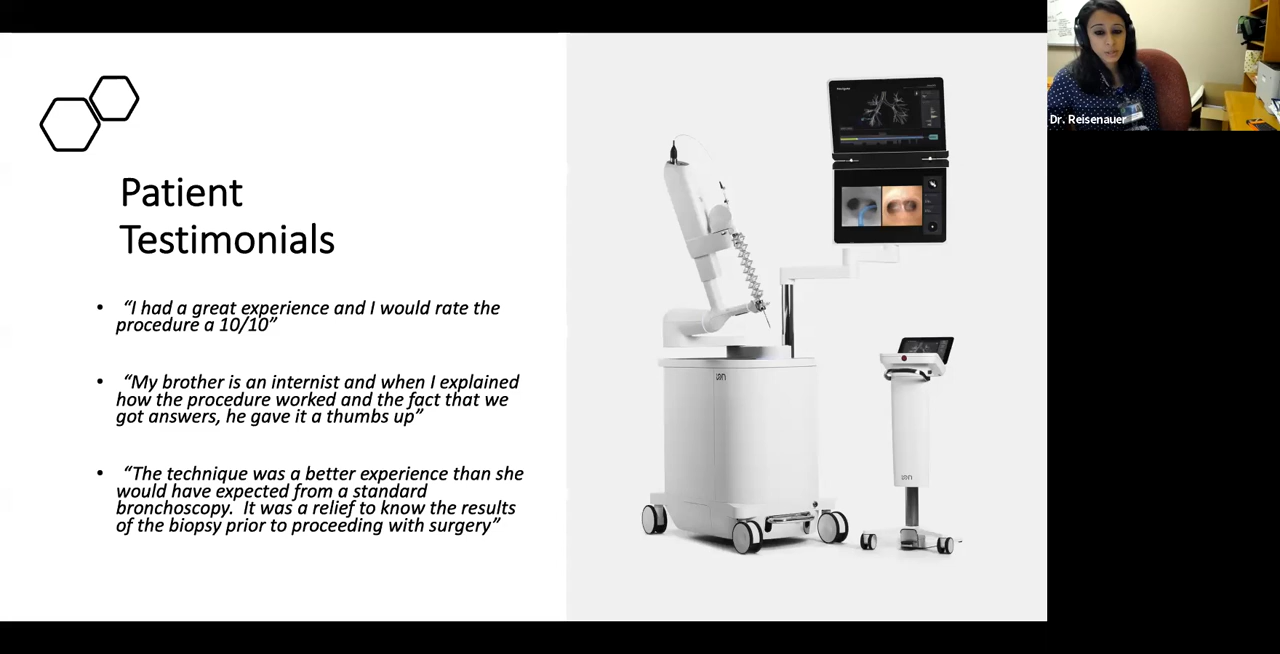 Patient
Testimonials
• “I had a great experience and I would rate the
procedure a 10/10”
• “My brother is an internist and when I explained
how the procedure worked and the fact that we
got answers, he gave it a thumbs up”
• “The technique was a better experience than she
would have expected from a standard
bronchoscopy.  It was a relief to know the results
of the biopsy prior to proceeding with surgery”
Dr. Reisenauer